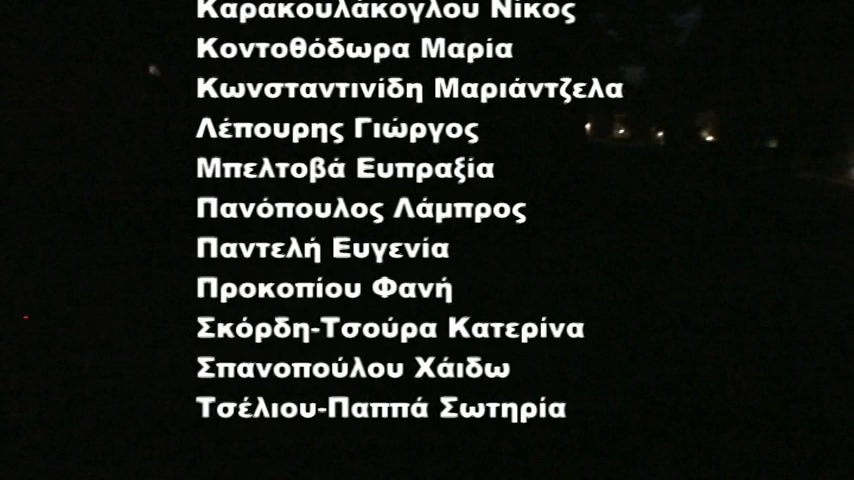 Καρακουλάκογλου Νίκος
Κοντοθόδωρα Μαρία
Κωνσταντινίδη Μαριάντζελα
Λέπουρης Γιώργος
Μπελτοβά Ευπραξία
Πανόπουλος Λάμπρος
Παντελή Ευγενία
Προκοπίου Φανή
Σκόρδη-Τσούρα Κατερίνα
Σπανοπούλου Χάιδω
Τσέλιου-Παππά Σωτηρία